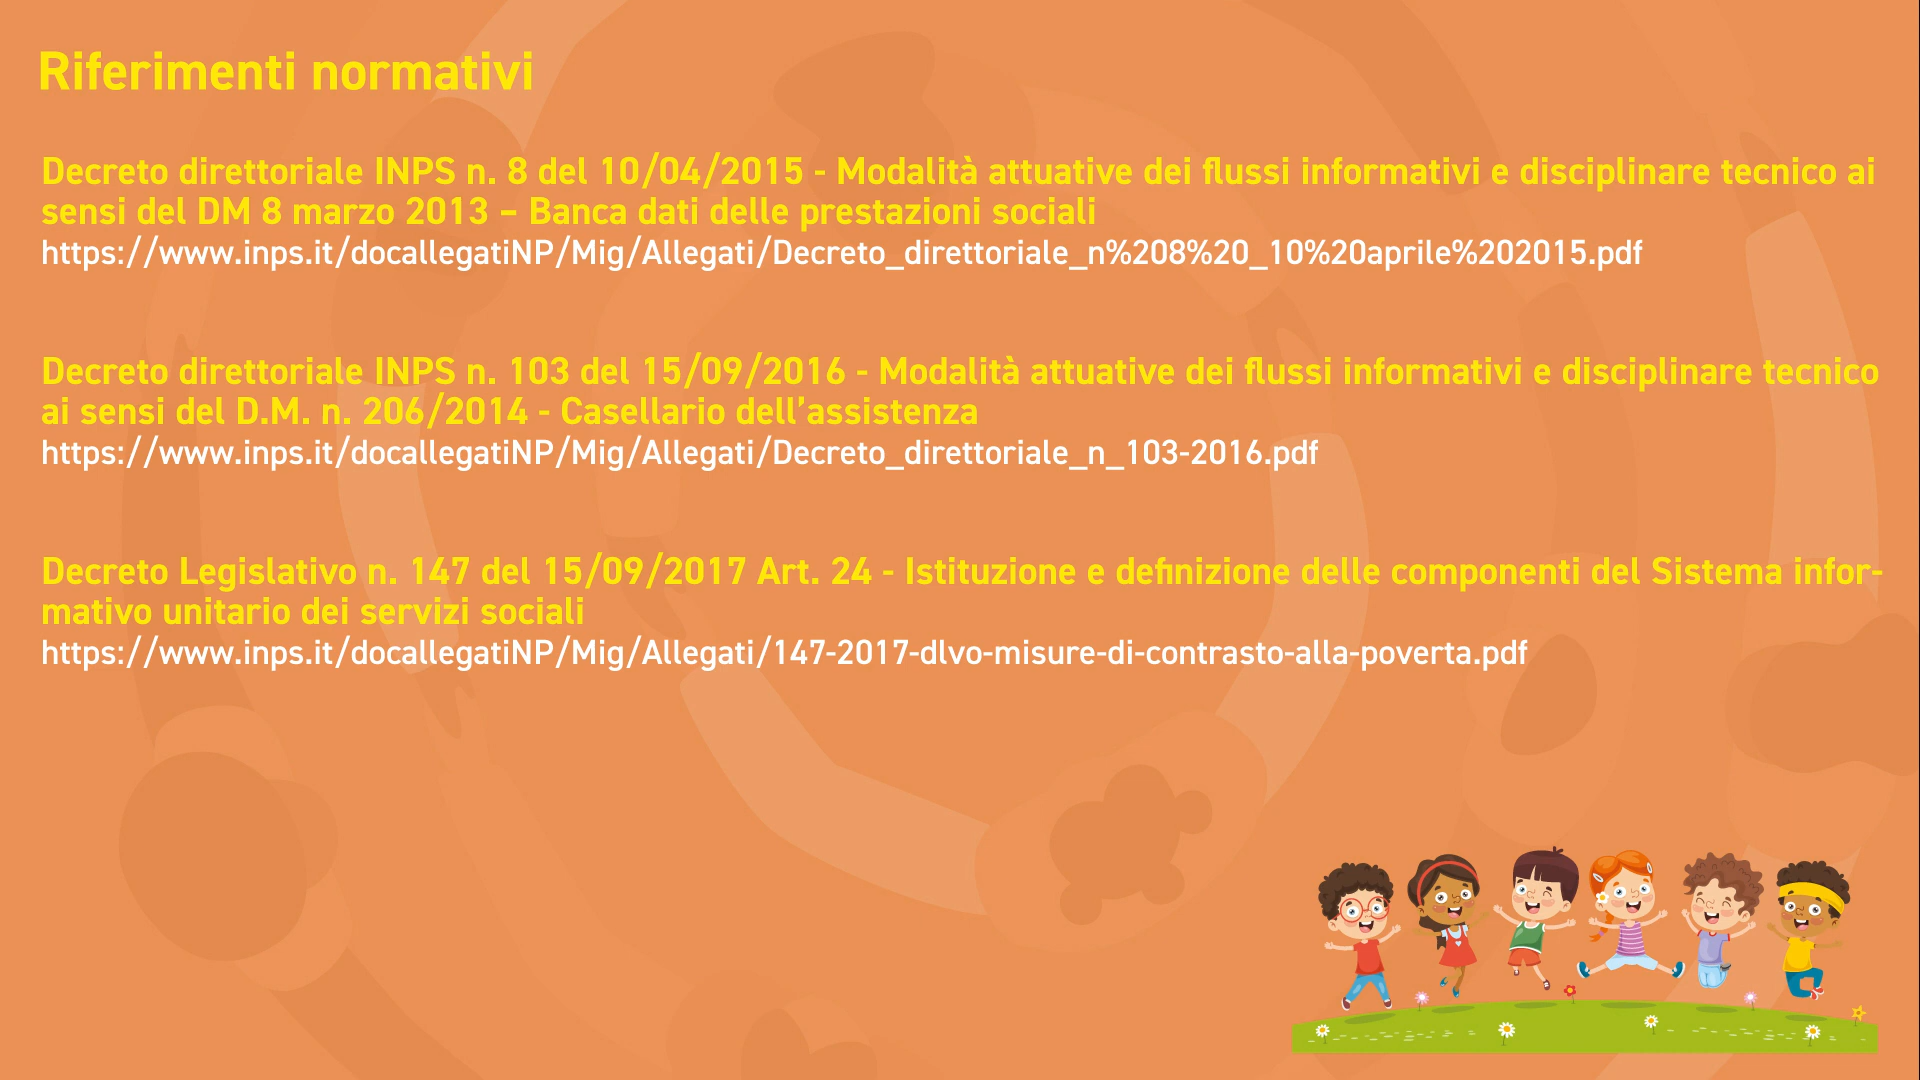 Riferimenti normativi
Decreto direttoriale INPS n. 8 del 10/04/2015 - Modalità attuative dei flussi informativi e disciplinare tecnico ai
sensi del DM 8 marzo 2013 – Banca dati delle prestazioni sociali
https://www.inps.it/docallegatiNP/Mig/Allegati/Decreto_direttoriale_n%208%20_10%20aprile%202015.pdf
Decreto direttoriale INPS n. 103 del 15/09/2016 - Modalità attuative dei flussi informativi e disciplinare tecnico
ai sensi del D.M. n. 206/2014 - Casellario dell’assistenza
https://www.inps.it/docallegatiNP/Mig/Allegati/Decreto_direttoriale_n_103-2016.pdf
Decreto Legislativo n. 147 del 15/09/2017 Art. 24 - Istituzione e definizione delle componenti del Sistema infor-
mativo unitario dei servizi sociali
https://www.inps.it/docallegatiNP/Mig/Allegati/147-2017-dlvo-misure-di-contrasto-alla-poverta.pdf